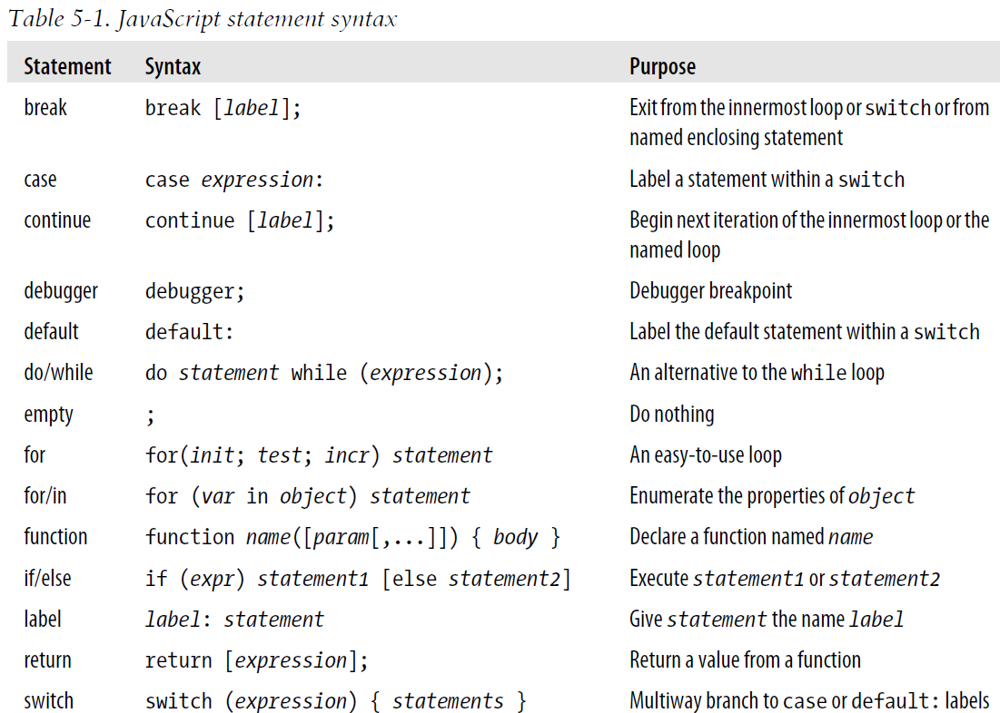 Table 5-1. JavaScript statement syntax
Statement Syntax Purpose
break break [label]; Exit from the innermost loop or switch or from
named enclosing statement
case case expression: Label a statement within a switch
continue continue [label]; Begin next iteration of the innermost loop or the
named loop
debugger debugger; Debugger breakpoint
default default: Label the default statement within a switch
do/while do statement while (expression); An alternative to the while loop
empty ; Do nothing
for for(init; test; incr) statement An easy-to-use loop
for/in for (var in object) statement Enumerate the properties of object
function function name([param[,...]]) { body } Declare a function named name
if/else if (expr) statement1 [else statement2] Execute statement1 or statement2
label label: statement Give statement the name label
return return [expression]; Return a value from a function
switch switch (expression) { statements } Multiway branch to case or default: labels